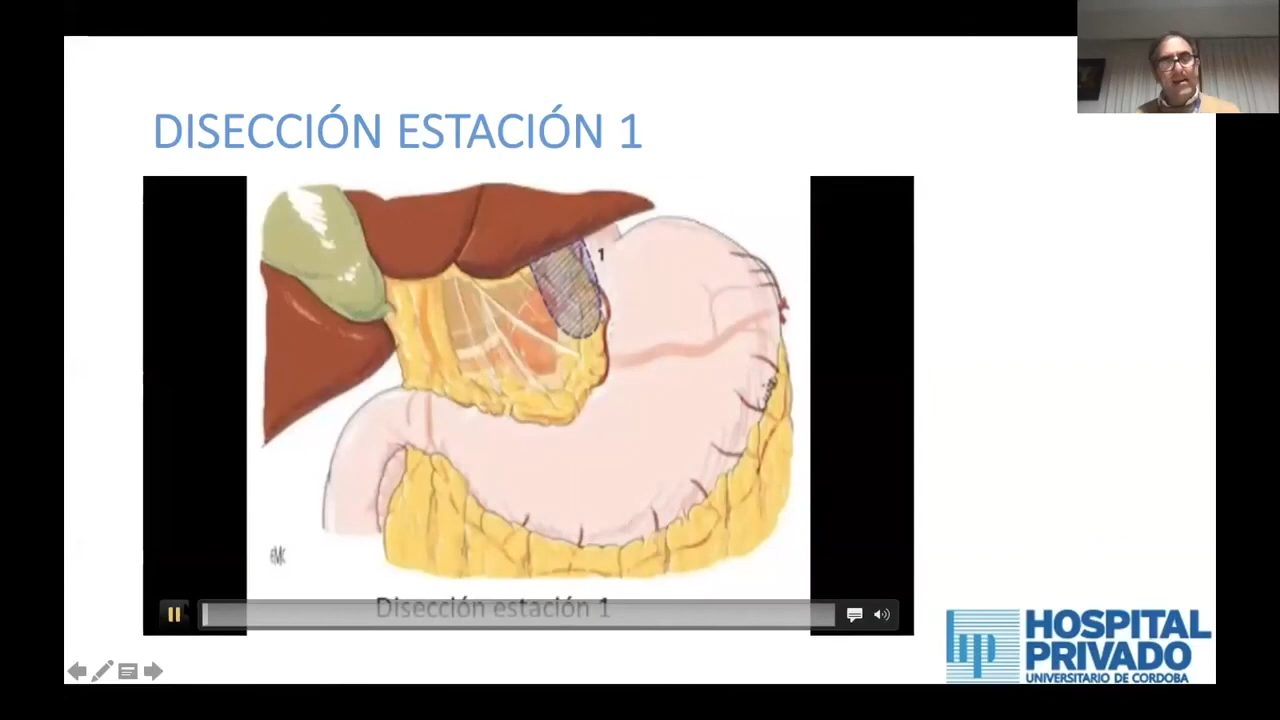 DISECCIÓN ESTACIÓN 1
1
Disección estación 1
HOSPITAL
PRIVADO
UNIVERSITARIO DE CORDOBA